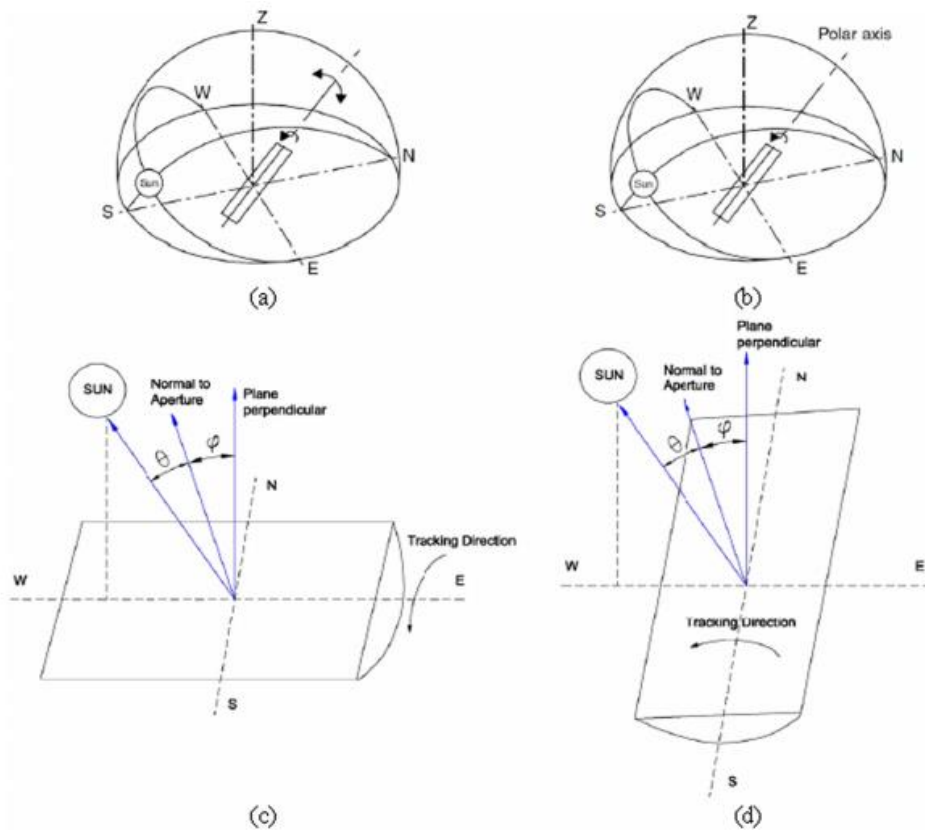 Z
W
N
Sun
S
E
(a)
Z
Polar axis
W
N
Sun
S
E
(b)
SUN
Normal to
Aperture
Plane
perpendicular
θ
φ
N
Tracking Direction
W
E
S
(c)
Plane
perpendicular
SUN
Normal to
Aperture
N
θ
φ
W
E
Tracking Direction
S
(d)